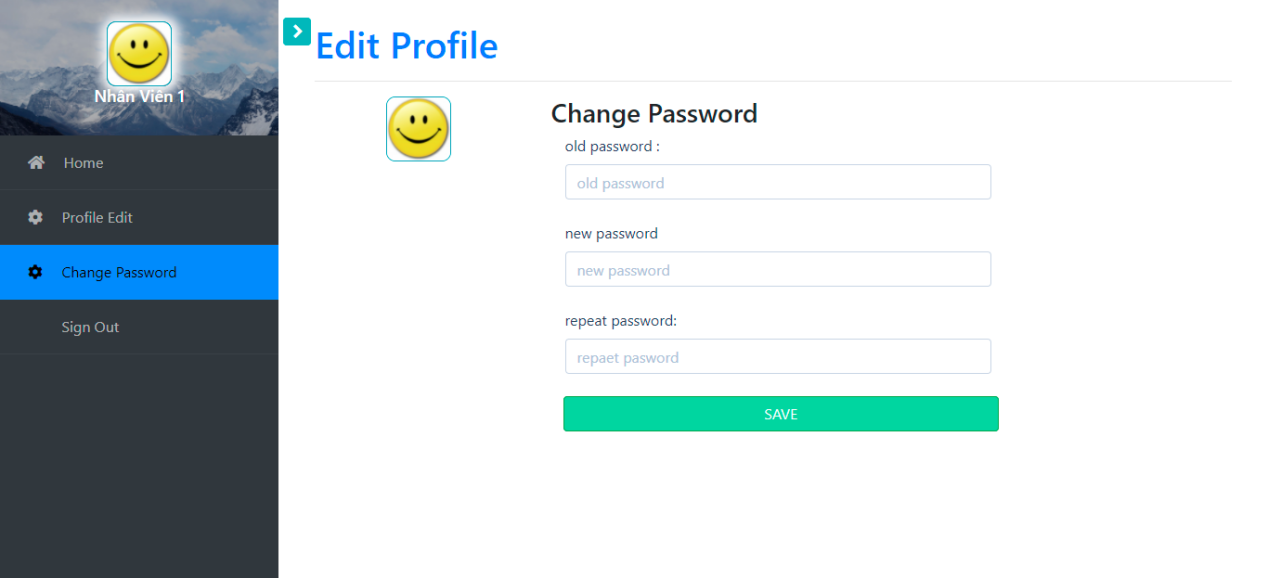 Nhân Viên 1
Home
Profile Edit
Change Password
Sign Out
Edit Profile
Change Password
old password :
old password
new password
new password
repeat password:
repaet pasword
SAVE